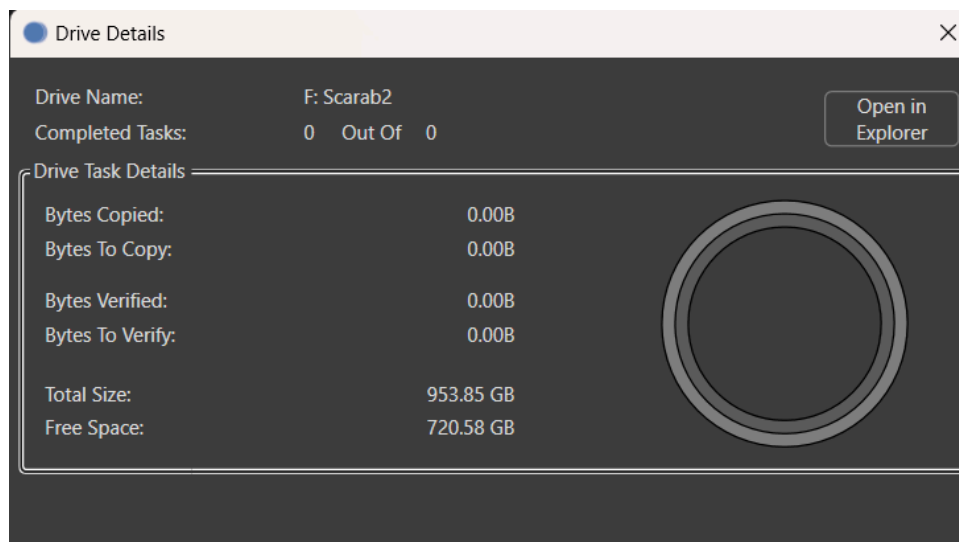 Drive Details
Drive Name: F: Scarab2
Completed Tasks: 0 Out Of 0
Open in
Explorer
Drive Task Details
Bytes Copied: 0.00B
Bytes To Copy: 0.00B
Bytes Verified: 0.00B
Bytes To Verify: 0.00B
Total Size: 953.85 GB
Free Space: 720.58 GB